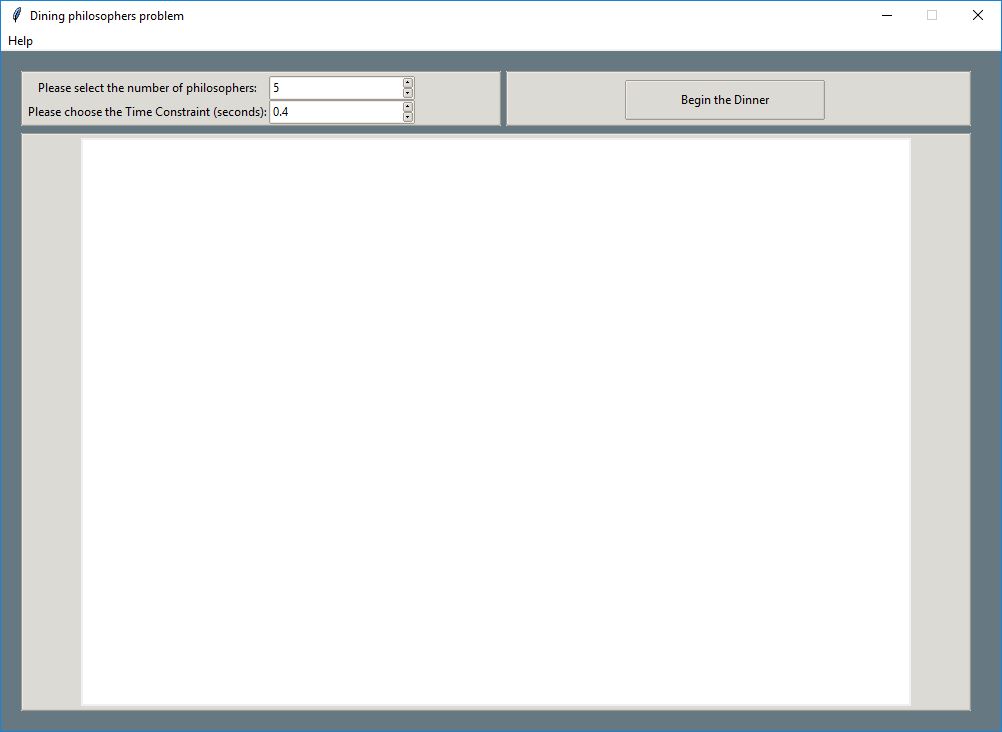 Dining philosophers problem
Help
Please select the number of philosophers: 5
Please choose the Time Constraint (seconds): 0.4
Begin the Dinner